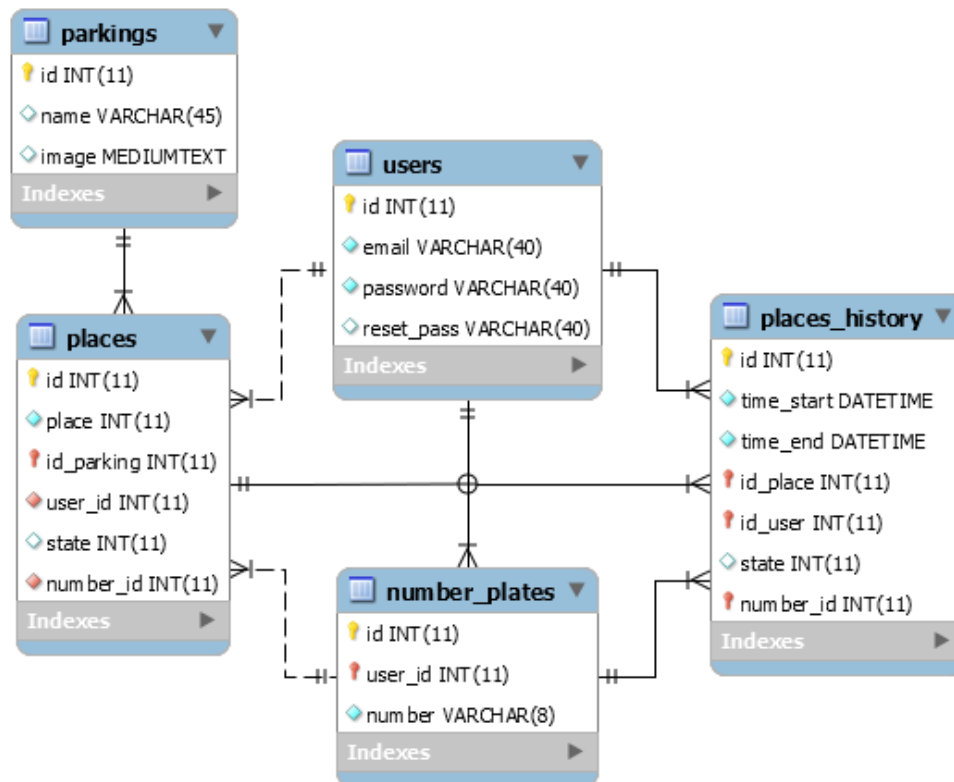 parkings
id INT(11)
name VARCHAR(45)
image MEDIUMTEXT
Indexes
users
id INT(11)
email VARCHAR(40)
password VARCHAR(40)
reset_pass VARCHAR(40)
Indexes
places
id INT(11)
place INT(11)
id_parking INT(11)
user_id INT(11)
state INT(11)
number_id INT(11)
Indexes
places_history
id INT(11)
time_start DATETIME
time_end DATETIME
id_place INT(11)
id_user INT(11)
state INT(11)
number_id INT(11)
Indexes
number_plates
id INT(11)
user_id INT(11)
number VARCHAR(8)
Indexes